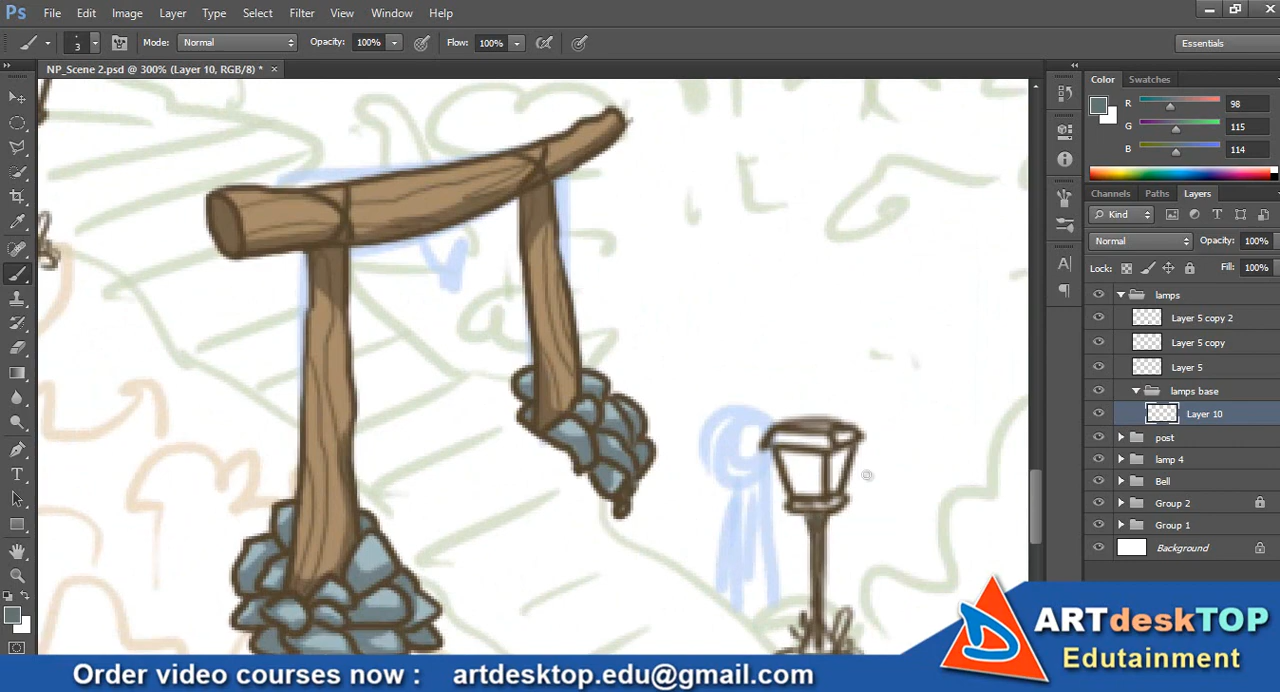 Ps File Edit Image Layer Type Select Filter View Window Help
3 Mode: Normal Opacity: 100% Flow: 100% Essentials
NP_Scene 2.psd @ 300% (Layer 10, RGB/8) * ×
Color Swatches
R 98
G 115
B 114
Channels Paths Layers
Kind
Normal Opacity: 100%
Lock: Fill: 100%
lamps
Layer 5 copy 2
Layer 5 copy
Layer 5
lamps base
Layer 10
post
lamp 4
Bell
Group 2
Group 1
Background
ARTdeskTOP
Edutainment
Order video courses now : artdesktop.edu@gmail.com